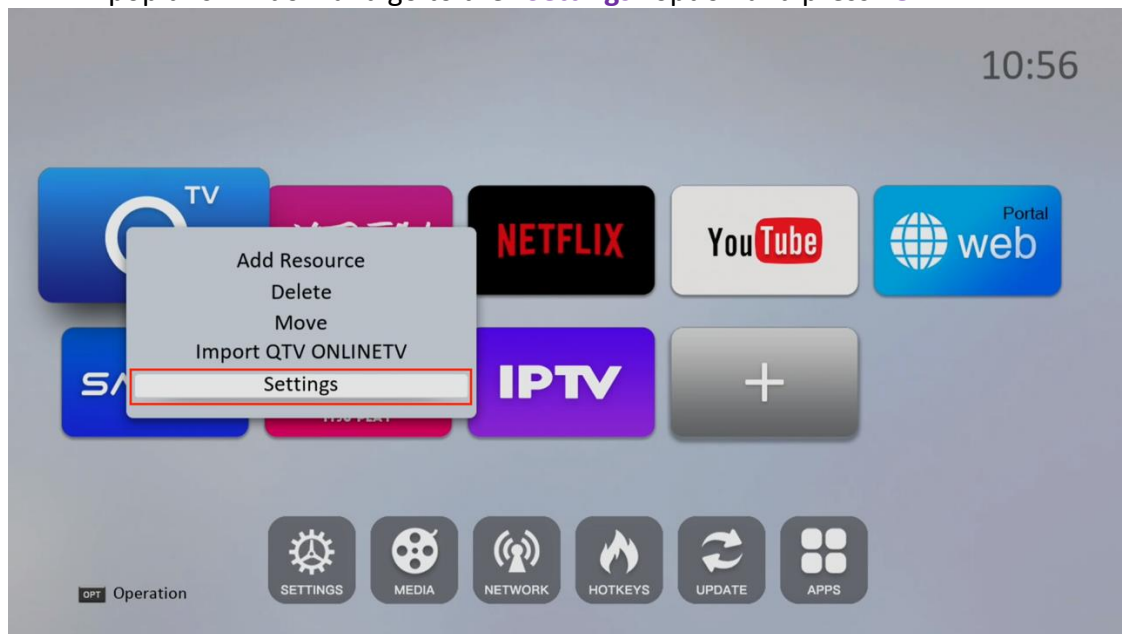 10:56
TV
NETFLIX
YouTube
Portal
web
Add Resource
Delete
Move
Import QTV ONLINETV
Settings
IPTV
+
SETTINGS
MEDIA
NETWORK
HOTKEYS
UPDATE
APPS
OPT Operation